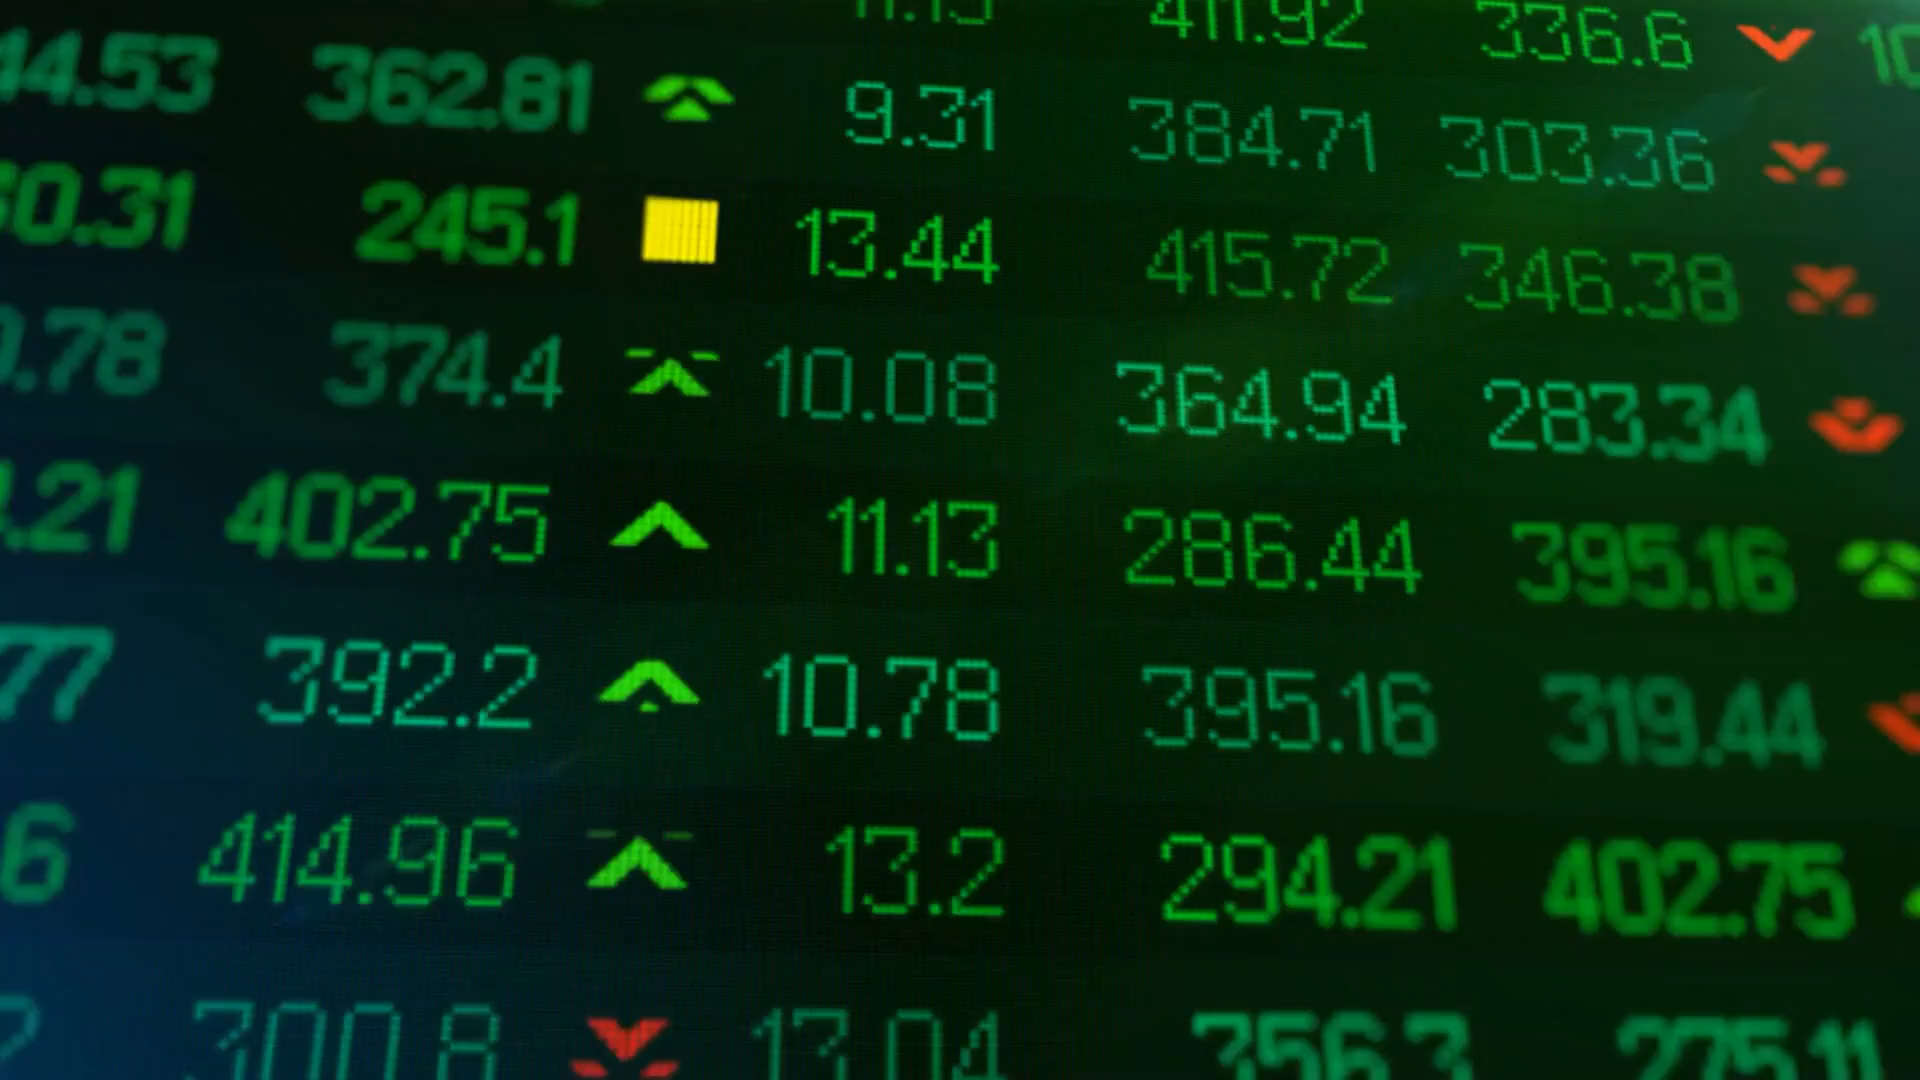 11.13 411.92 336.6
44.53 362.81 9.31 384.71 303.36
0.31 245.1 13.44 415.72 346.38
.78 374.4 10.08 364.94 283.34
.21 402.75 11.13 286.44 395.16
77 392.2 10.78 395.16 319.44
6 414.96 13.2 294.21 402.75
300.8 13.04 356.3 275.11